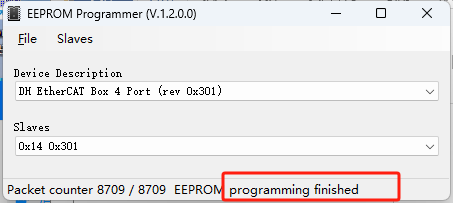 EEPROM Programmer (V.1.2.0.0)
File Slaves
Device Description
DH EtherCAT Box 4 Port (rev 0x301)
Slaves
0x14 0x301
Packet counter 8709 / 8709 EEPROM programming finished